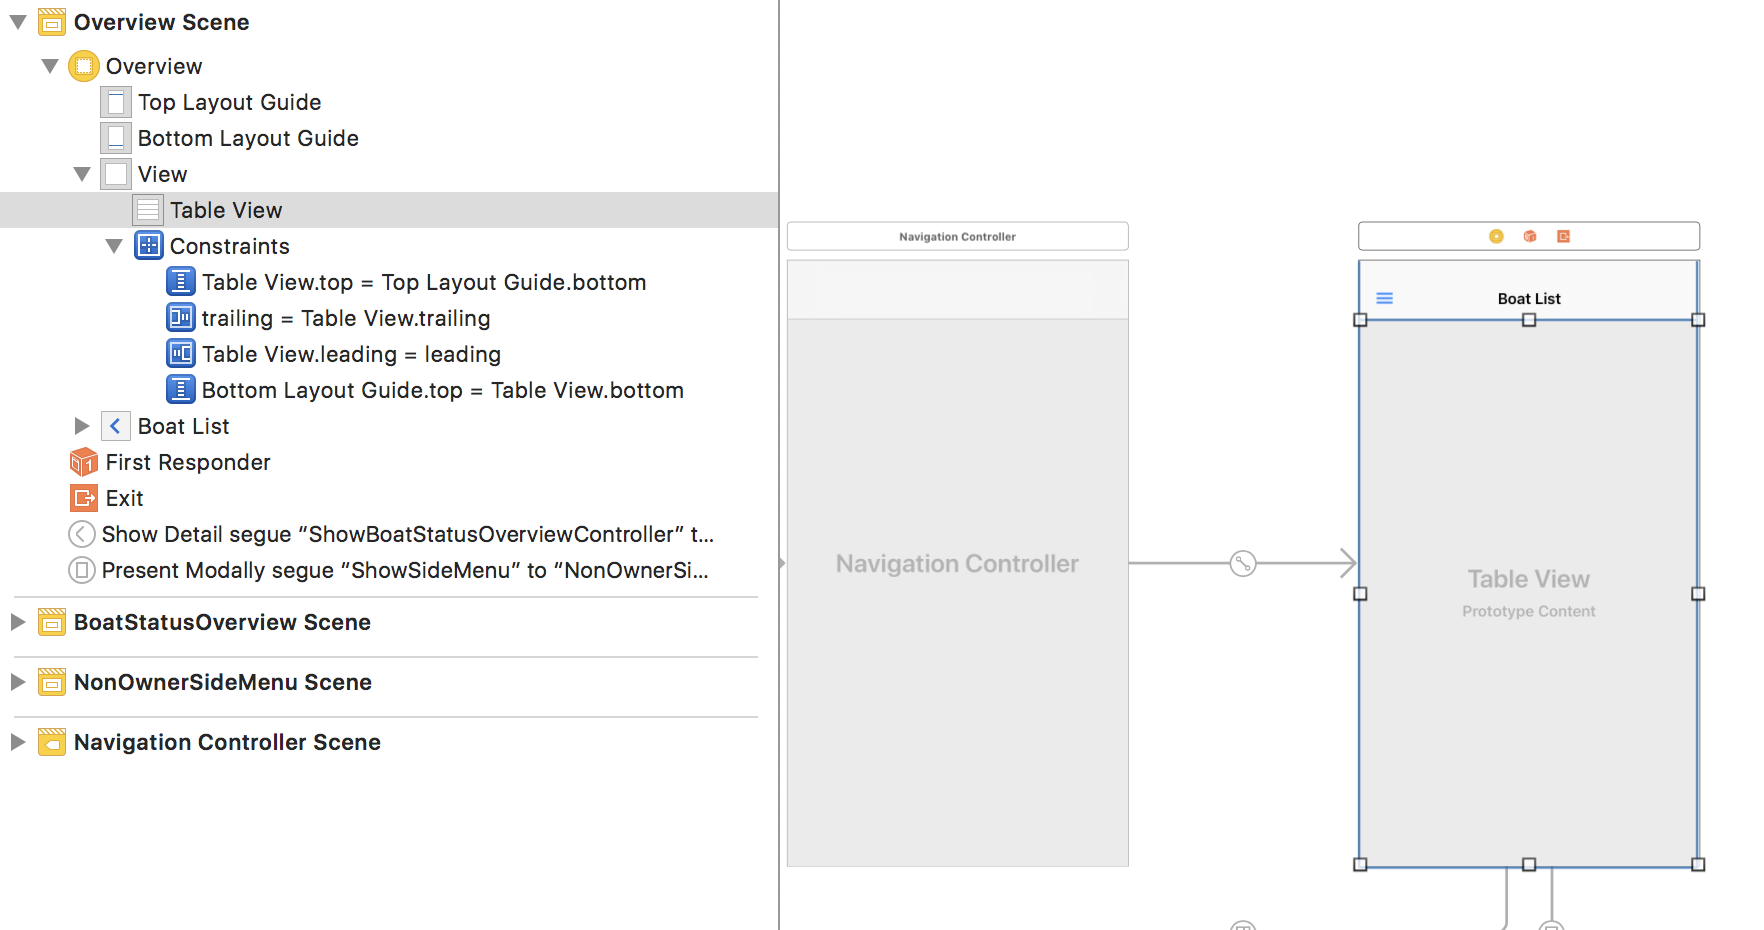 Overview Scene
Overview
Top Layout Guide
Bottom Layout Guide
View
Table View
Constraints
Table View.top = Top Layout Guide.bottom
trailing = Table View.trailing
Table View.leading = leading
Bottom Layout Guide.top = Table View.bottom
Boat List
First Responder
Exit
Show Detail segue “ShowBoatStatusOverviewController” t...
Present Modally segue “ShowSideMenu” to “NonOwnerSi...
BoatStatusOverview Scene
NonOwnerSideMenu Scene
Navigation Controller Scene
Navigation Controller
Navigation Controller
Boat List
Table View
Prototype Content